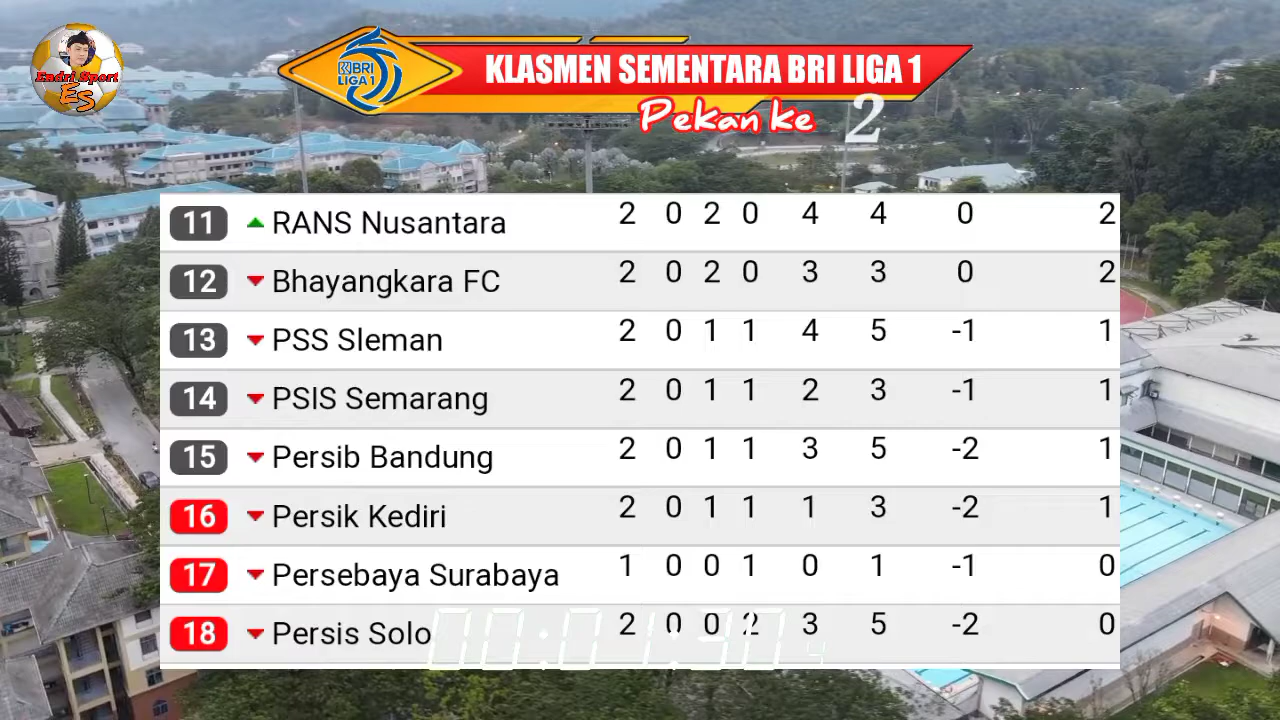 Endri Sport
ES
BRI
LIGA 1
KLASMEN SEMENTARA BRI LIGA 1
Pekan ke 2
11 RANS Nusantara 2 0 2 0 4 4 0 2
12 Bhayangkara FC 2 0 2 0 3 3 0 2
13 PSS Sleman 2 0 1 1 4 5 -1 1
14 PSIS Semarang 2 0 1 1 2 3 -1 1
15 Persib Bandung 2 0 1 1 3 5 -2 1
16 Persik Kediri 2 0 1 1 1 3 -2 1
17 Persebaya Surabaya 1 0 0 1 0 1 -1 0
18 Persis Solo 2 0 0 2 3 5 -2 0